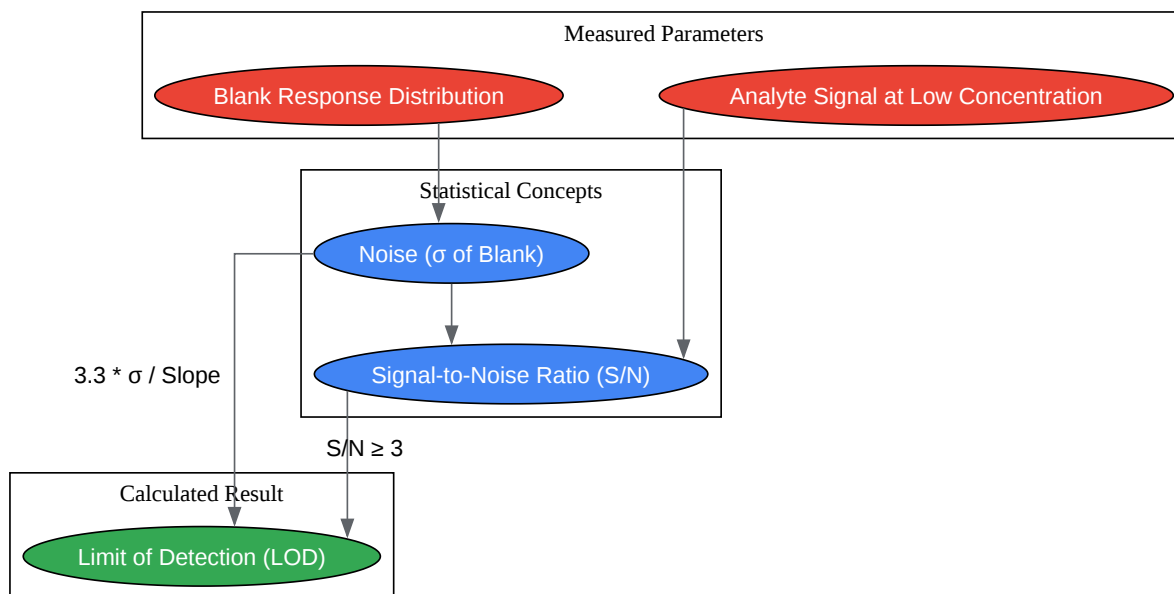 Measured Parameters
Blank Response Distribution
Analyte Signal at Low Concentration
Statistical Concepts
Noise (σ of Blank)
3.3 * σ / Slope
Signal-to-Noise Ratio (S/N)
S/N ≥ 3
Calculated Result
Limit of Detection (LOD)